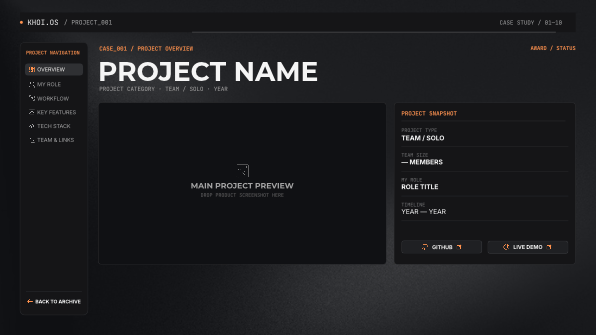 KHOI.OS / PROJECT_001
CASE STUDY / 01—10
PROJECT NAVIGATION
OVERVIEW
MY ROLE
WORKFLOW
KEY FEATURES
TECH STACK
TEAM & LINKS
← BACK TO ARCHIVE
CASE_001 / PROJECT OVERVIEW
AWARD / STATUS
PROJECT NAME
PROJECT CATEGORY · TEAM / SOLO · YEAR
MAIN PROJECT PREVIEW
DROP PRODUCT SCREENSHOT HERE
PROJECT SNAPSHOT
PROJECT TYPE
TEAM / SOLO
TEAM SIZE
— MEMBERS
MY ROLE
ROLE TITLE
TIMELINE
YEAR — YEAR
GITHUB
LIVE DEMO